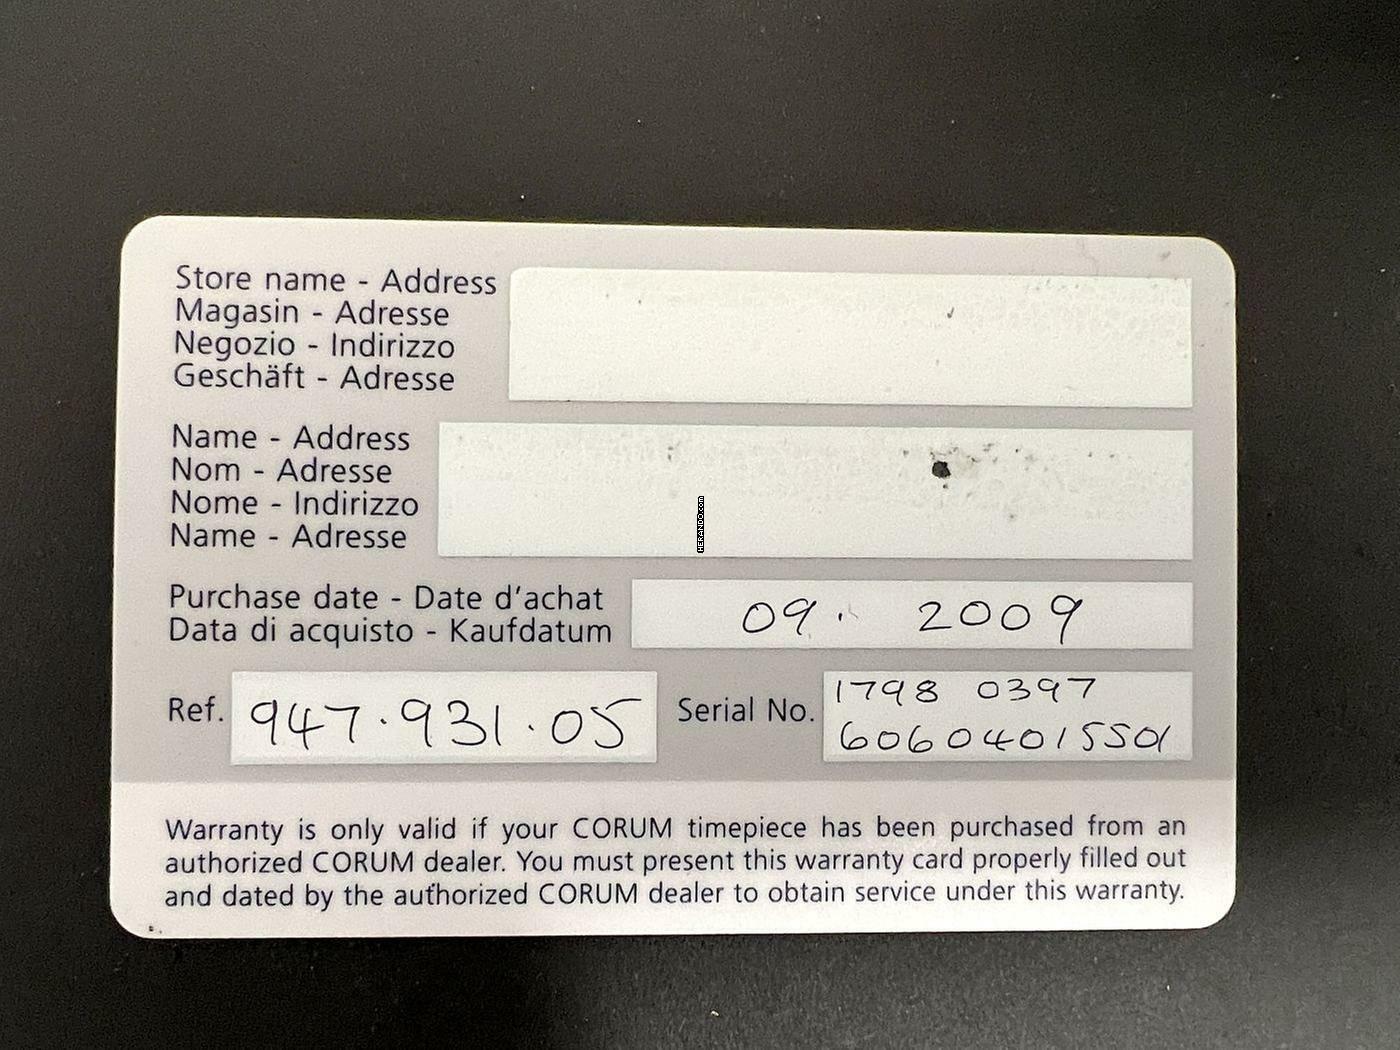 Store name - Address
Magasin - Adresse
Negozio - Indirizzo
Geschäft - Adresse
Name - Address
Nom - Adresse
Nome - Indirizzo
Name - Adresse
HERANDO.com
Purchase date - Date d'achat
Data di acquisto - Kaufdatum
09. 2009
Ref. 947.931.05
Serial No. 1798 0397
60604015501
Warranty is only valid if your CORUM timepiece has been purchased from an
authorized CORUM dealer. You must present this warranty card properly filled out
and dated by the authorized CORUM dealer to obtain service under this warranty.